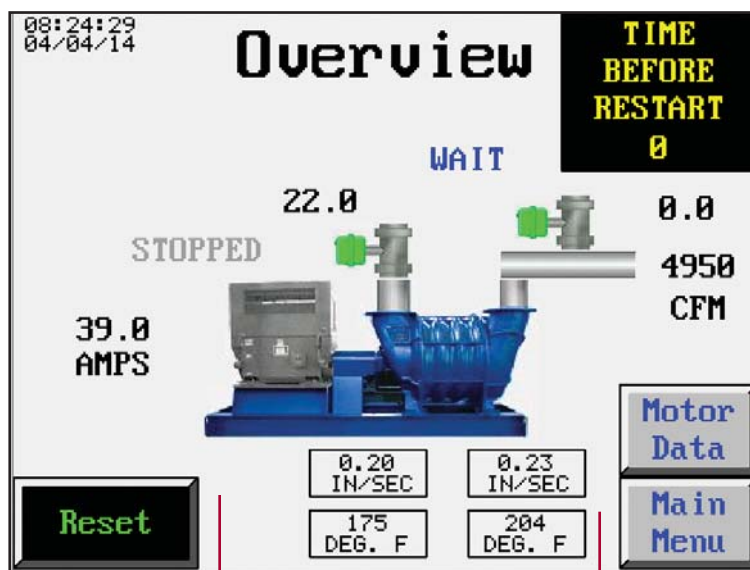 08:24:29
04/04/14
Overview
TIME
BEFORE
RESTART
0
WAIT
22.0
0.0
STOPPED
4950
CFM
39.0
AMPS
Motor
Data
0.20
IN/SEC
0.23
IN/SEC
Reset
175
DEG. F
204
DEG. F
Main
Menu